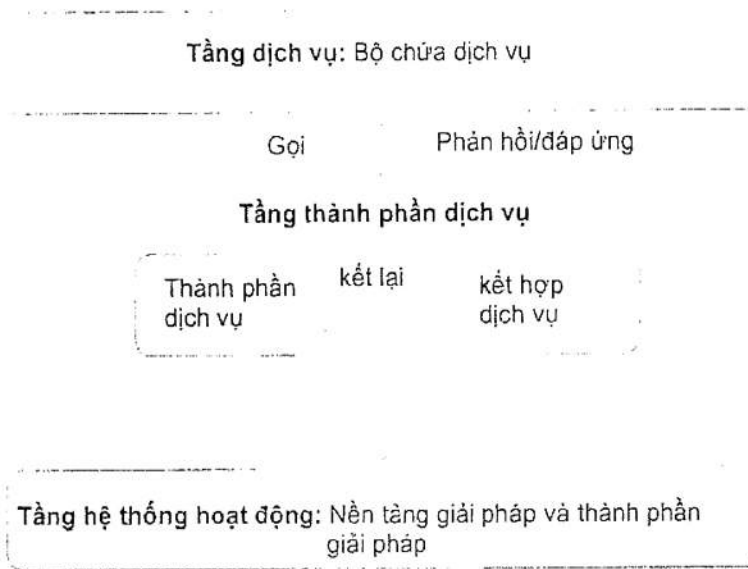 Tầng dịch vụ: Bộ chứa dịch vụ
Gọi Phản hồi/đáp ứng
Tầng thành phần dịch vụ
Thành phần dịch vụ
kết lại
kết hợp dịch vụ
Tầng hệ thống hoạt động: Nền tảng giải pháp và thành phần
giải pháp